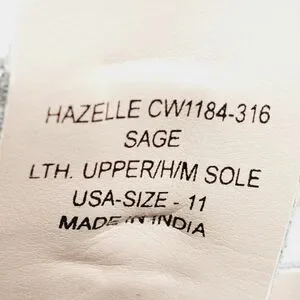 HAZELLE CW1184-316
SAGE
LTH. UPPER/H/M SOLE
USA-SIZE - 11
MADE IN INDIA